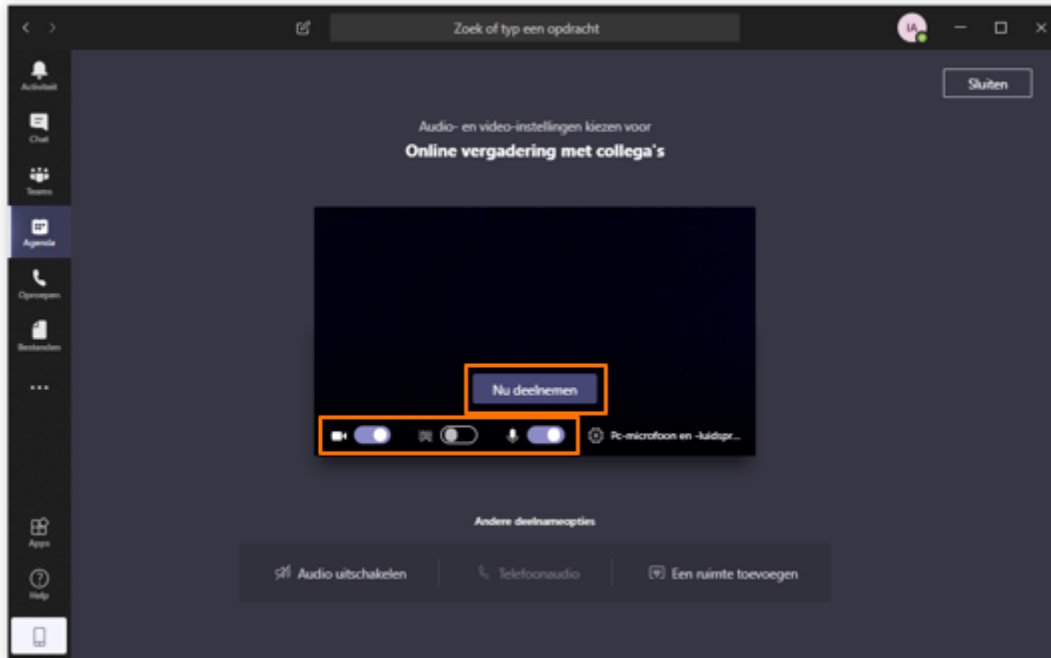 Zoek of typ een opdracht
IA
Activiteit
Sluiten
Chat
Audio- en video-instellingen kiezen voor
Online vergadering met collega's
Teams
Agenda
Oproepen
Bestanden
Nu deelnemen
Pc-microfoon en -luidspr...
Andere deelnameopties
Apps
Audio uitschakelen
Telefoonaudio
Een ruimte toevoegen
Help